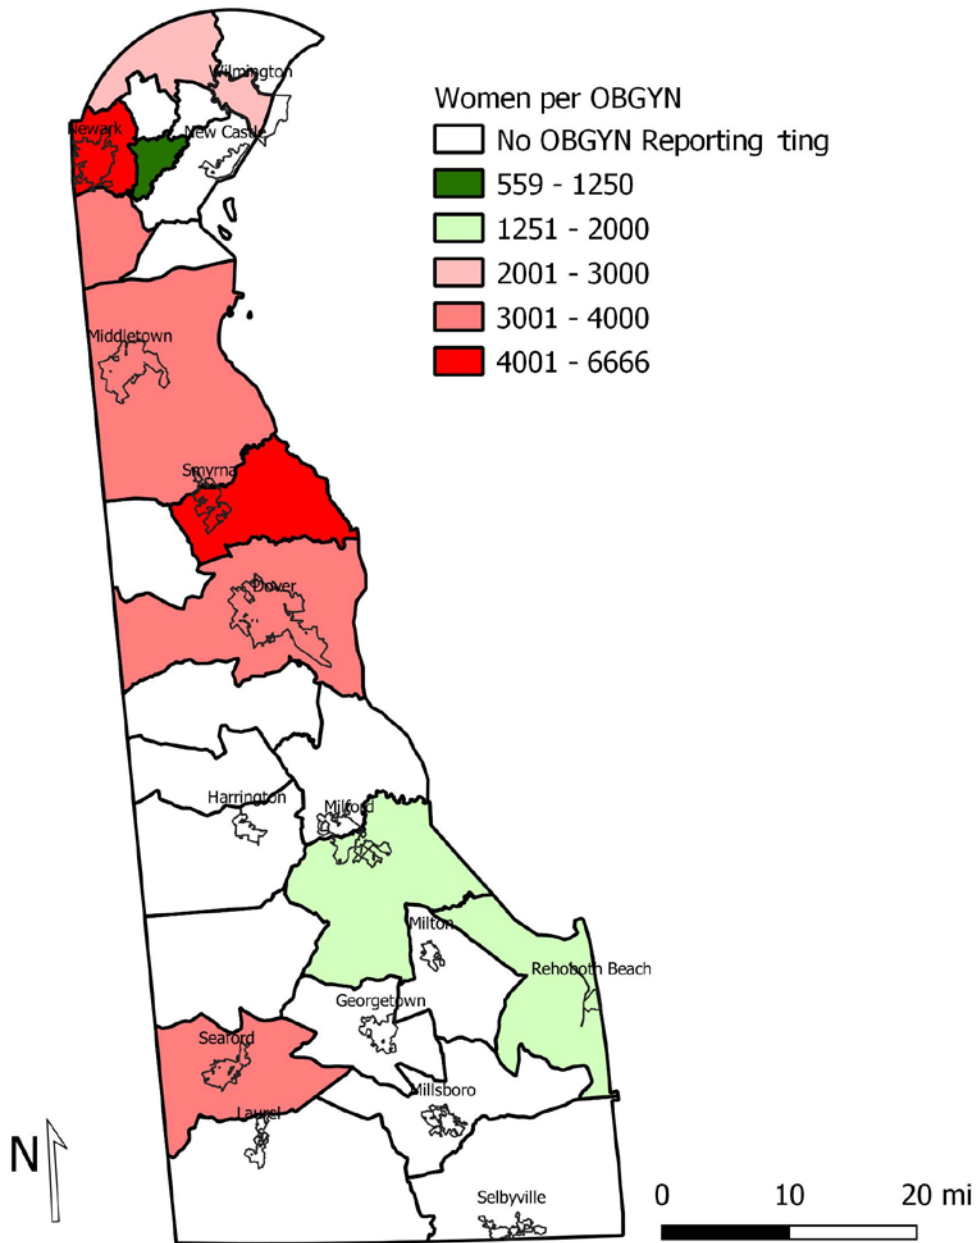 Wilmington
Women per OBGYN
Newark
New Castle
No OBGYN Reporting ting
559 - 1250
1251 - 2000
2001 - 3000
3001 - 4000
4001 - 6666
Middletown
Smyrna
Dover
Harrington
Milford
Milton
Rehoboth Beach
Georgetown
Seaford
Millsboro
Laurel
N
Selbyville
0 10 20 mi